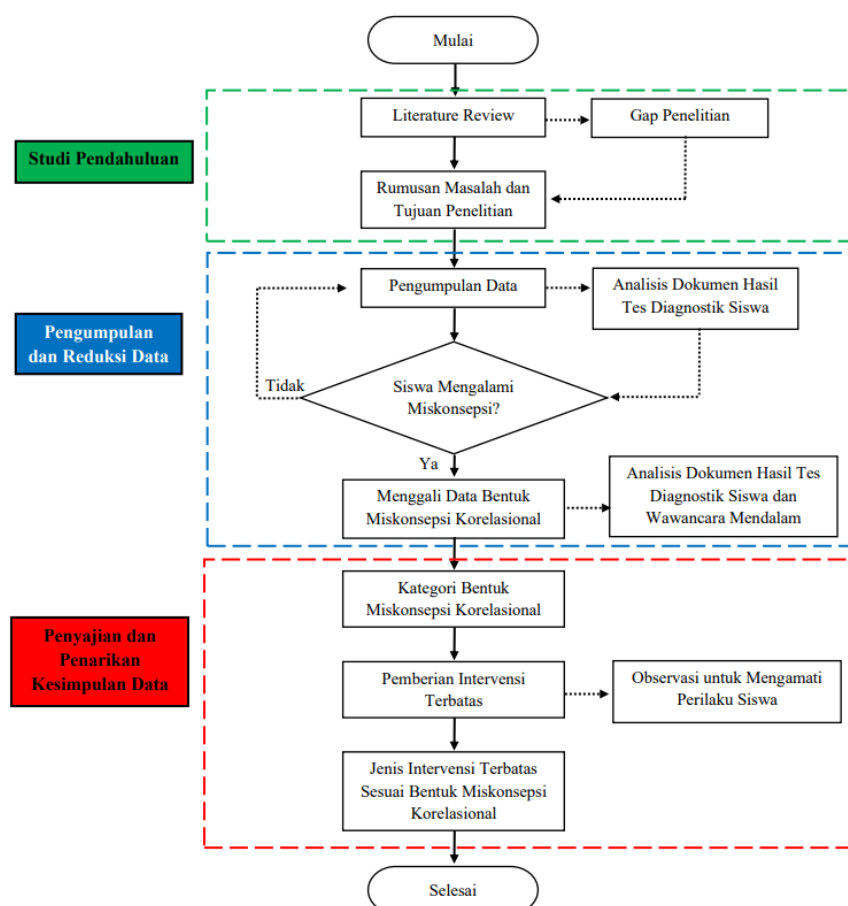 Mulai
Literature Review
Gap Penelitian
Studi Pendahuluan
Rumusan Masalah dan
Tujuan Penelitian
Pengumpulan Data
Analisis Dokumen Hasil
Tes Diagnostik Siswa
Pengumpulan
dan Reduksi Data
Tidak
Siswa Mengalami
Miskonsepsi?
Ya
Menggali Data Bentuk
Miskonsepsi Korelasional
Analisis Dokumen Hasil Tes
Diagnostik Siswa dan
Wawancara Mendalam
Kategori Bentuk
Miskonsepsi Korelasional
Penyajian dan
Penarikan
Kesimpulan Data
Pemberian Intervensi
Terbatas
Observasi untuk Mengamati
Perilaku Siswa
Jenis Intervensi Terbatas
Sesuai Bentuk Miskonsepsi
Korelasional
Selesai